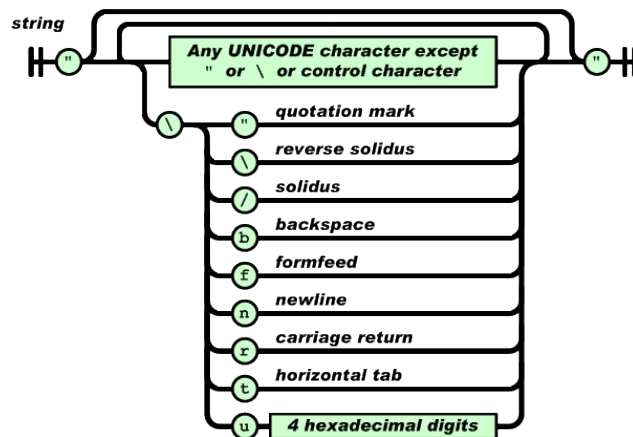 string
" Any UNICODE character except "
" or \ or control character
\ " quotation mark
\ reverse solidus
/ solidus
b backspace
f formfeed
n newline
r carriage return
t horizontal tab
u 4 hexadecimal digits